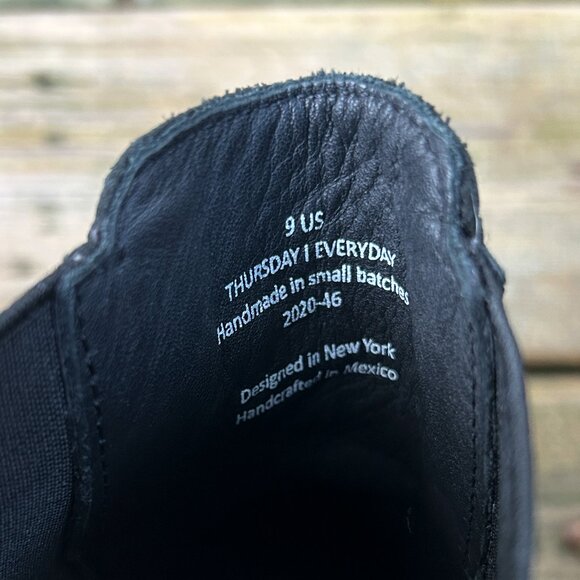 9 US
THURSDAY | EVERYDAY
Handmade in small batches
2020-46
Designed in New York
Handcrafted in Mexico